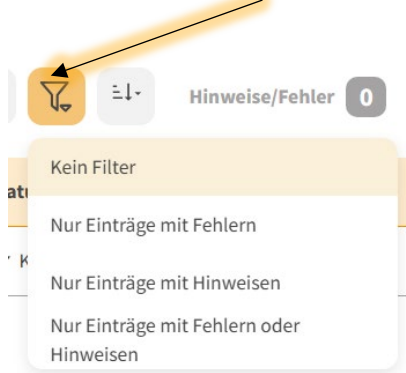 Hinweise/Fehler 0
Kein Filter
Nur Einträge mit Fehlern
Nur Einträge mit Hinweisen
Nur Einträge mit Fehlern oder
Hinweisen